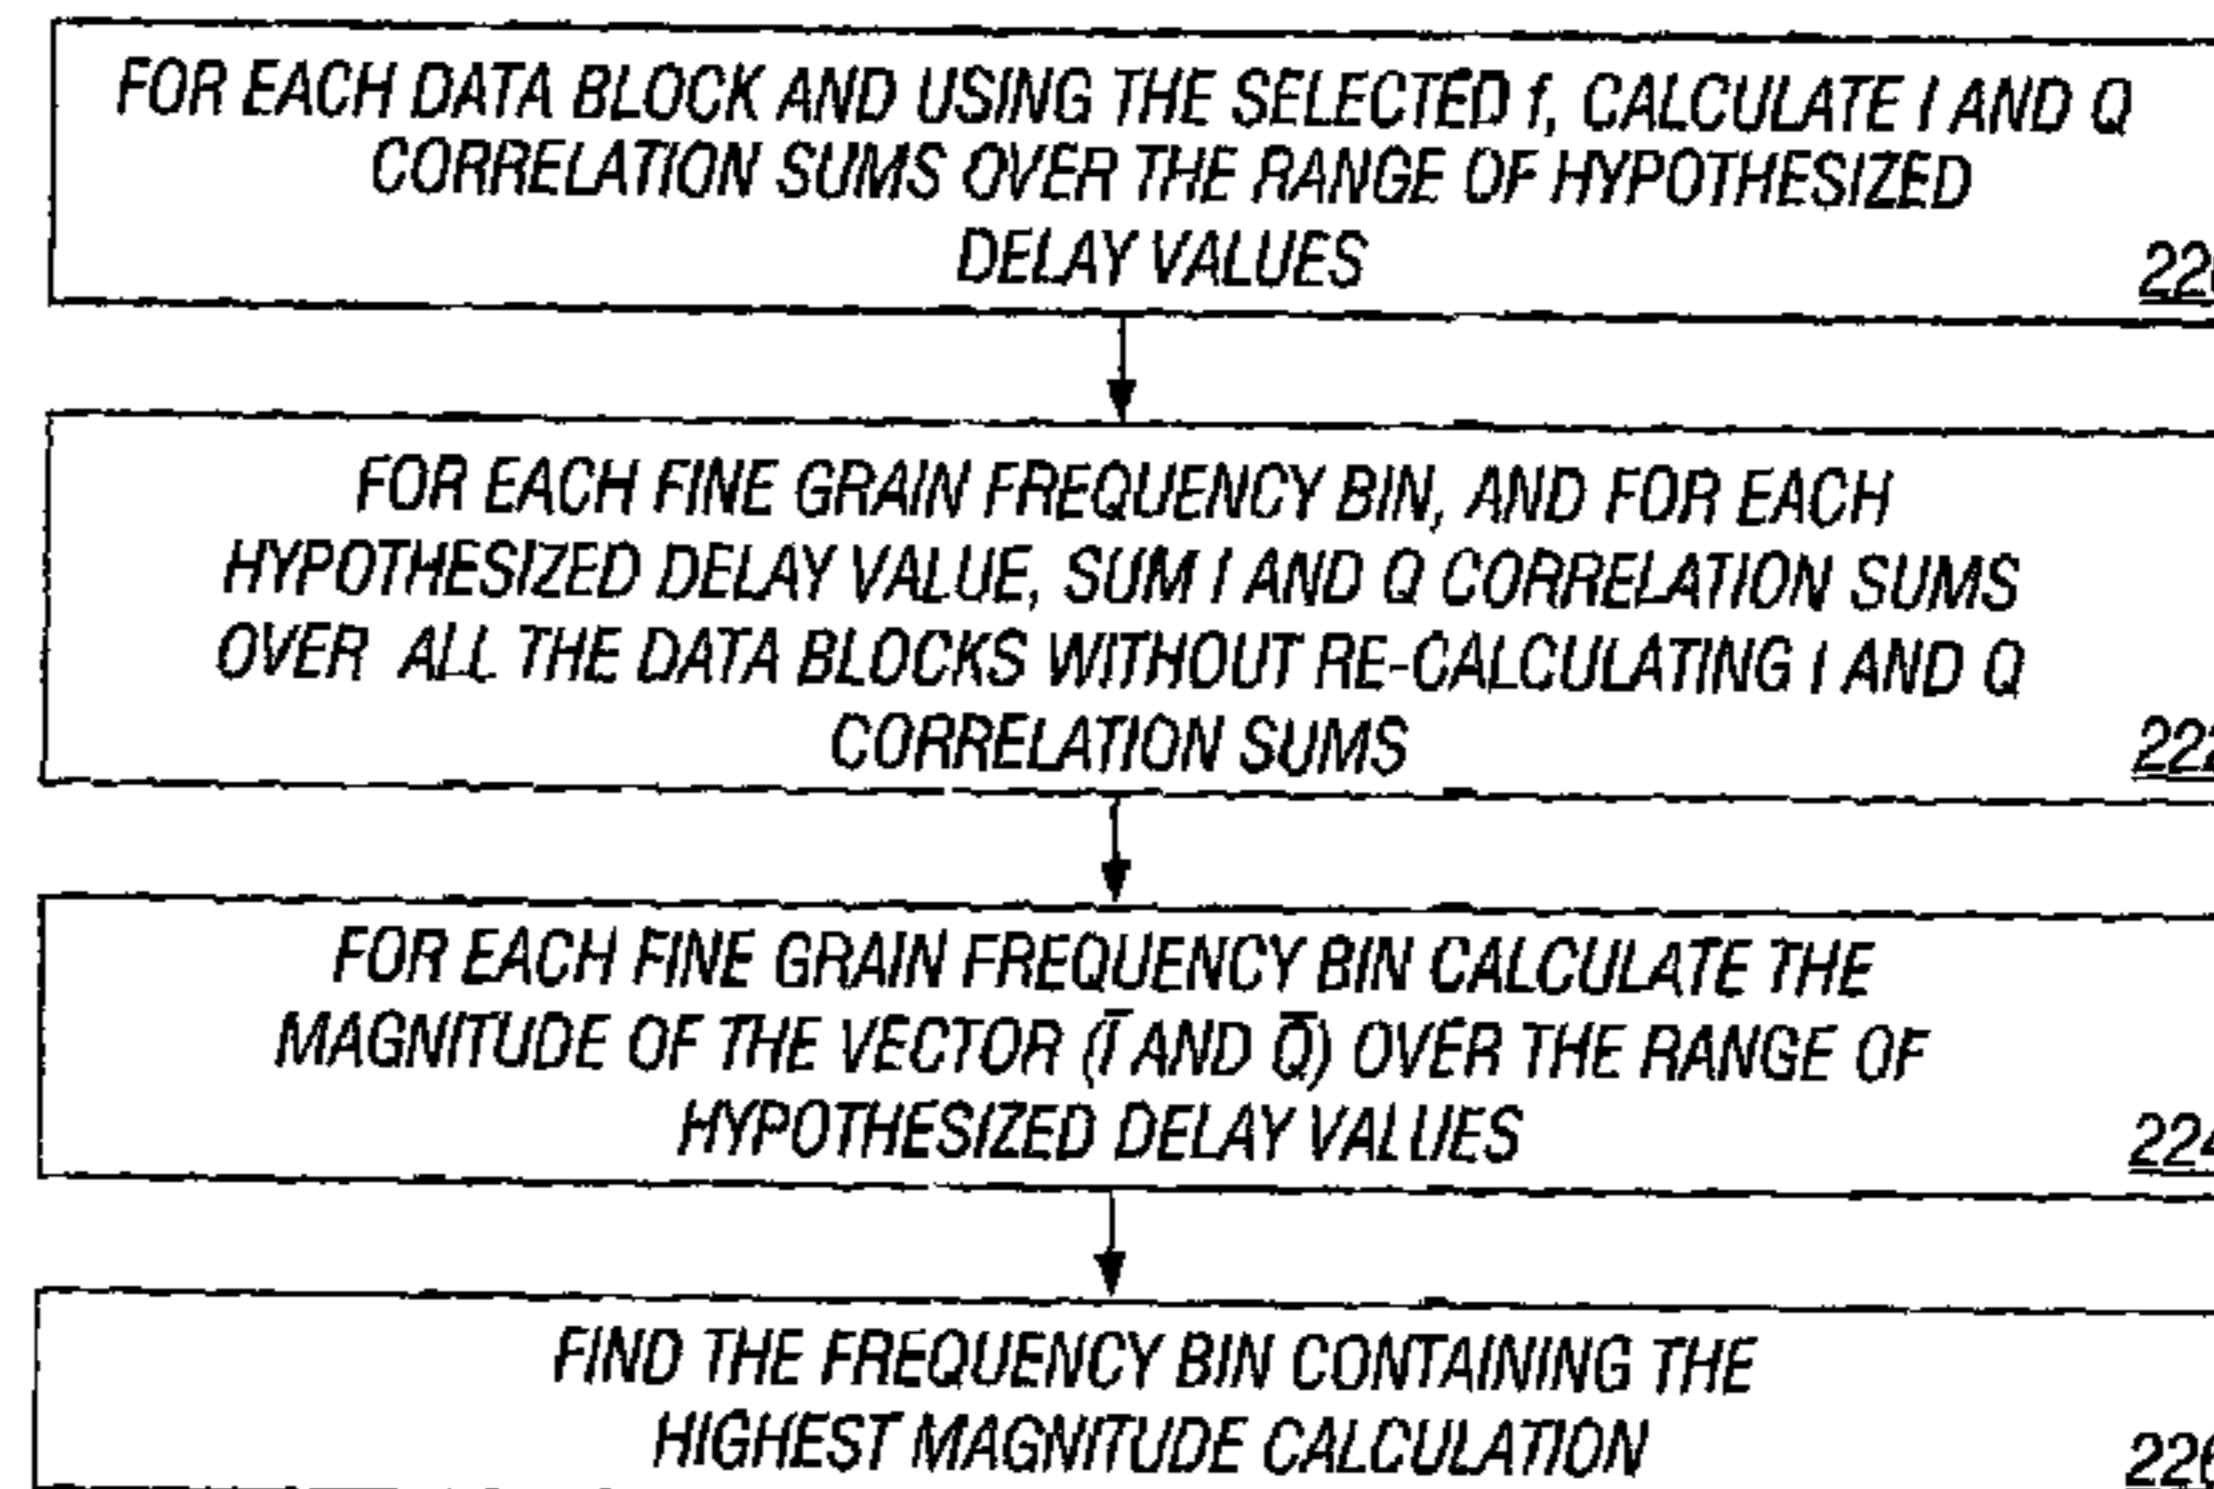 FOR EACH DATA BLOCK AND USING THE SELECTED f, CALCULATE I AND Q
CORRELATION SUMS OVER THE RANGE OF HYPOTHESIZED
DELAY VALUES
FOR EACH FINE GRAIN FREQUENCY BIN, AND FOR EACH
HYPOTHESIZED DELAY VALUE, SUM I AND Q CORRELATION SUMS
OVER ALL THE DATA BLOCKS WITHOUT RE-CALCULATING I AND Q
CORRELATION SUMS
222
FOR EACH FINE GRAIN FREQUENCY BIN CALCULATE THE
MAGNITUDE OF THE VECTOR (Ī AND Q̄) OVER THE RANGE OF
HYPOTHESIZED DELAY VALUES
224
FIND THE FREQUENCY BIN CONTAINING THE
HIGHEST MAGNITUDE CALCULATION
226